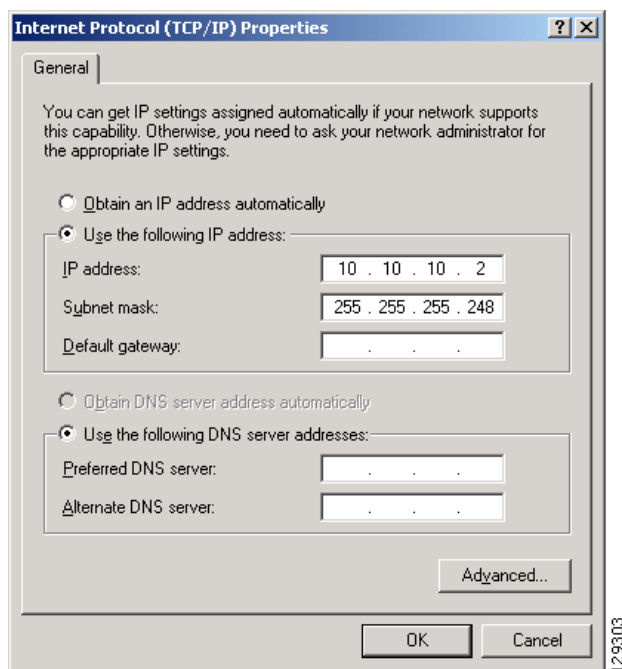 Internet Protocol (TCP/IP) Properties
General
You can get IP settings assigned automatically if your network supports
this capability. Otherwise, you need to ask your network administrator for
the appropriate IP settings.
Obtain an IP address automatically
Use the following IP address:
IP address: 10 . 10 . 10 . 2
Subnet mask: 255 . 255 . 255 . 248
Default gateway: . . .
Obtain DNS server address automatically
Use the following DNS server addresses:
Preferred DNS server: . . .
Alternate DNS server: . . .
Advanced...
OK Cancel
129303